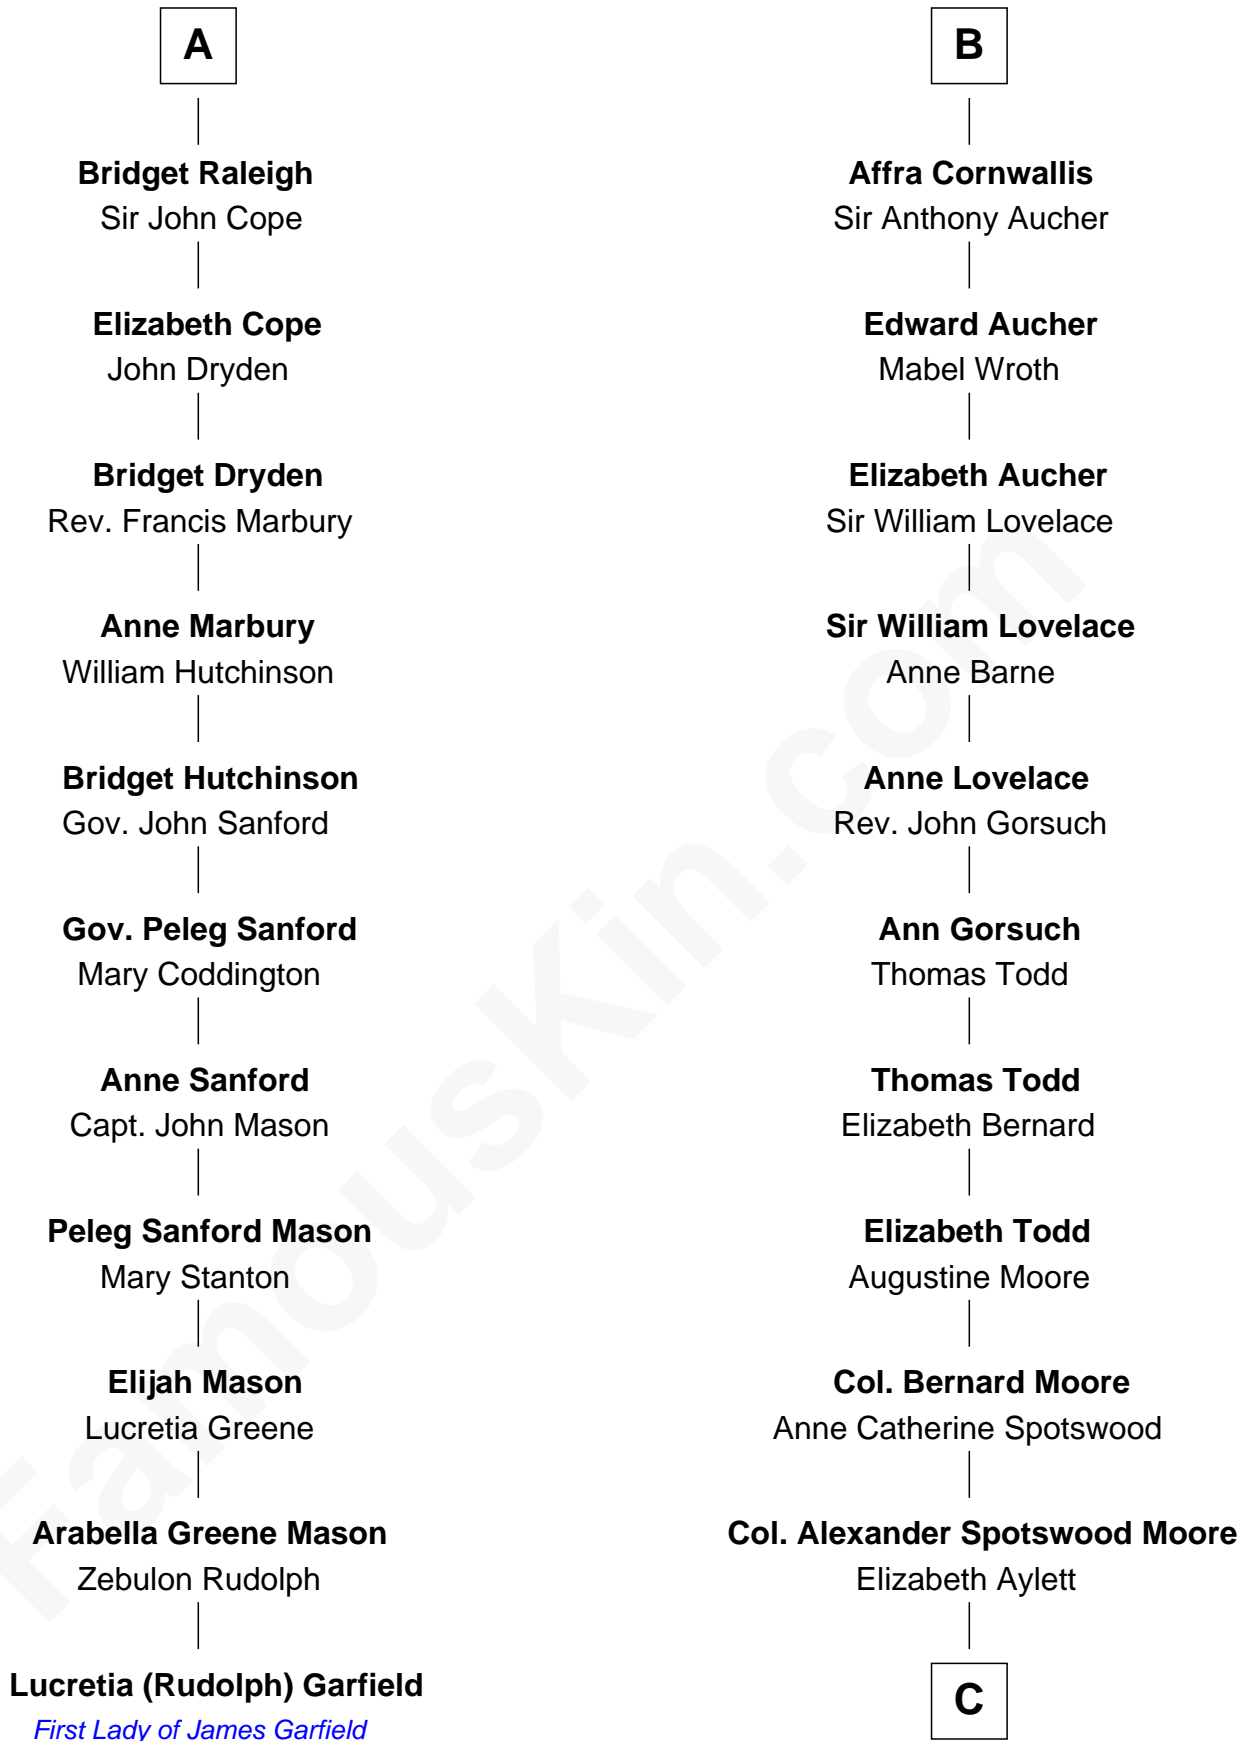 A
Bridget Raleigh
Sir John Cope
Elizabeth Cope
John Dryden
Bridget Dryden
Rev. Francis Marbury
Anne Marbury
William Hutchinson
Bridget Hutchinson
Gov. John Sanford
Gov. Peleg Sanford
Mary Coddington
Anne Sanford
Capt. John Mason
Peleg Sanford Mason
Mary Stanton
Elijah Mason
Lucretia Greene
Arabella Greene Mason
Zebulon Rudolph
Lucretia (Rudolph) Garfield
First Lady of James Garfield
B
Affra Cornwallis
Sir Anthony Aucher
Edward Aucher
Mabel Wroth
Elizabeth Aucher
Sir William Lovelace
Sir William Lovelace
Anne Barne
Anne Lovelace
Rev. John Gorsuch
Ann Gorsuch
Thomas Todd
Thomas Todd
Elizabeth Bernard
Elizabeth Todd
Augustine Moore
Col. Bernard Moore
Anne Catherine Spotswood
Col. Alexander Spotswood Moore
Elizabeth Aylett
C
FamousKin.com